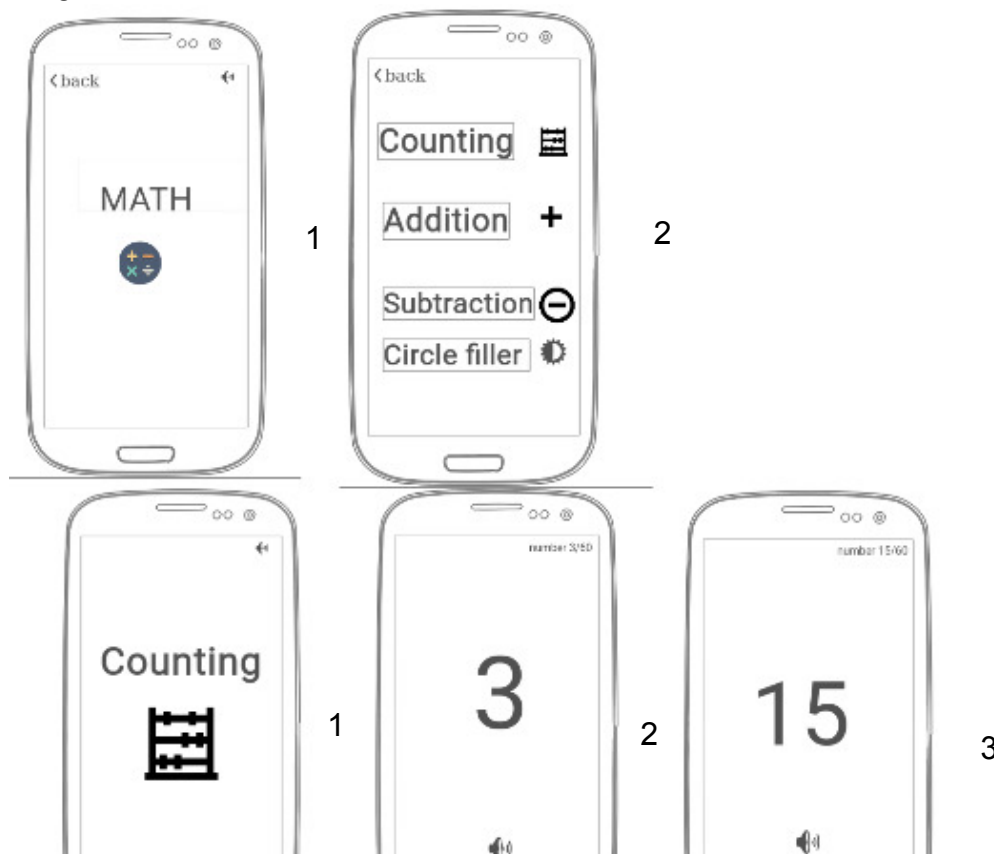 <back
MATH
1
<back
Counting
Addition
Subtraction
Circle filler
2
Counting
1
number 3/60
3
2
number 15/60
15
3